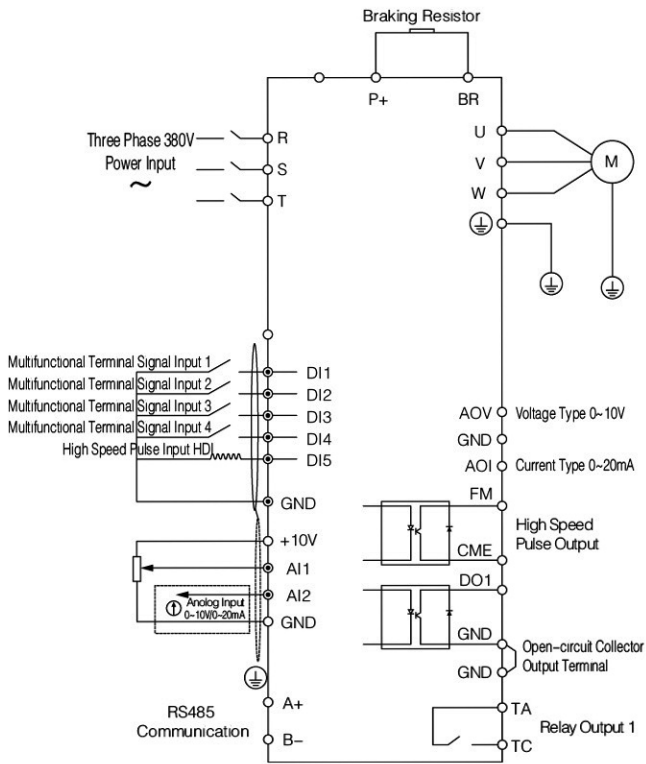 Braking Resistor
P+
BR
Three Phase 380V
Power Input
~
R
S
T
U
V
W
M
Multifunctional Terminal Signal Input 1
Multifunctional Terminal Signal Input 2
Multifunctional Terminal Signal Input 3
Multifunctional Terminal Signal Input 4
High Speed Pulse Input HDI
DI1
DI2
DI3
DI4
DI5
GND
+10V
AI1
AI2
GND
Anolog Input
0~10V/0~20mA
RS485
Communication
A+
B-
AOV
Voltage Type 0~10V
GND
AOI
Current Type 0~20mA
FM
High Speed
Pulse Output
CME
DO1
GND
GND
Open-circuit Collector
Output Terminal
TA
Relay Output 1
TC